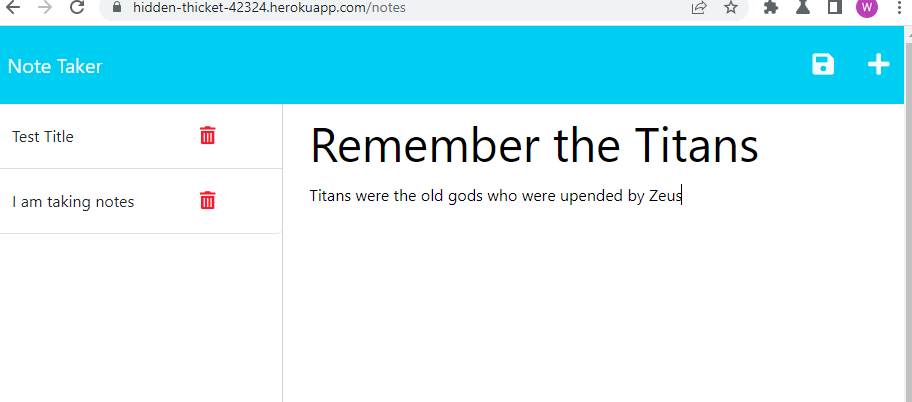 hidden-thicket-42324.herokuapp.com/notes
W
Note Taker
Test Title
I am taking notes
Remember the Titans
Titans were the old gods who were upended by Zeus